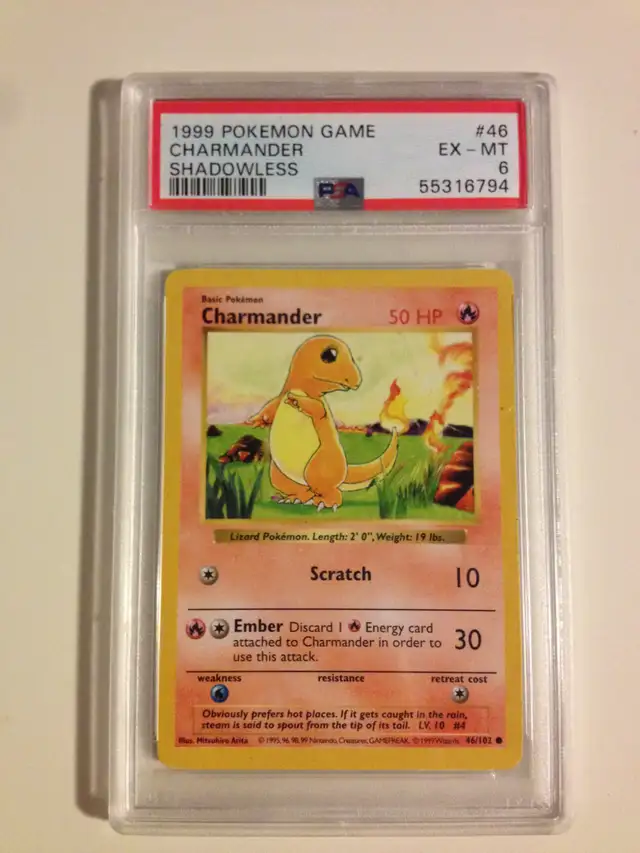 1999 POKEMON GAME #46
CHARMANDER EX - MT
SHADOWLESS 6
PSA 55316794
Basic Pokémon
Charmander 50 HP
Lizard Pokémon. Length: 2' 0", Weight: 19 lbs.
Scratch 10
Ember Discard 1 Energy card
attached to Charmander in order to
use this attack.
30
weakness resistance retreat cost
Obviously prefers hot places. If it gets caught in the rain,
steam is said to spout from the tip of its tail. LV. 10 #4
Illus. Mitsuhiro Arita © 1995, 96, 98, 99 Nintendo, Creatures, GAMEFREAK. © 1999 Wizards. 46/102